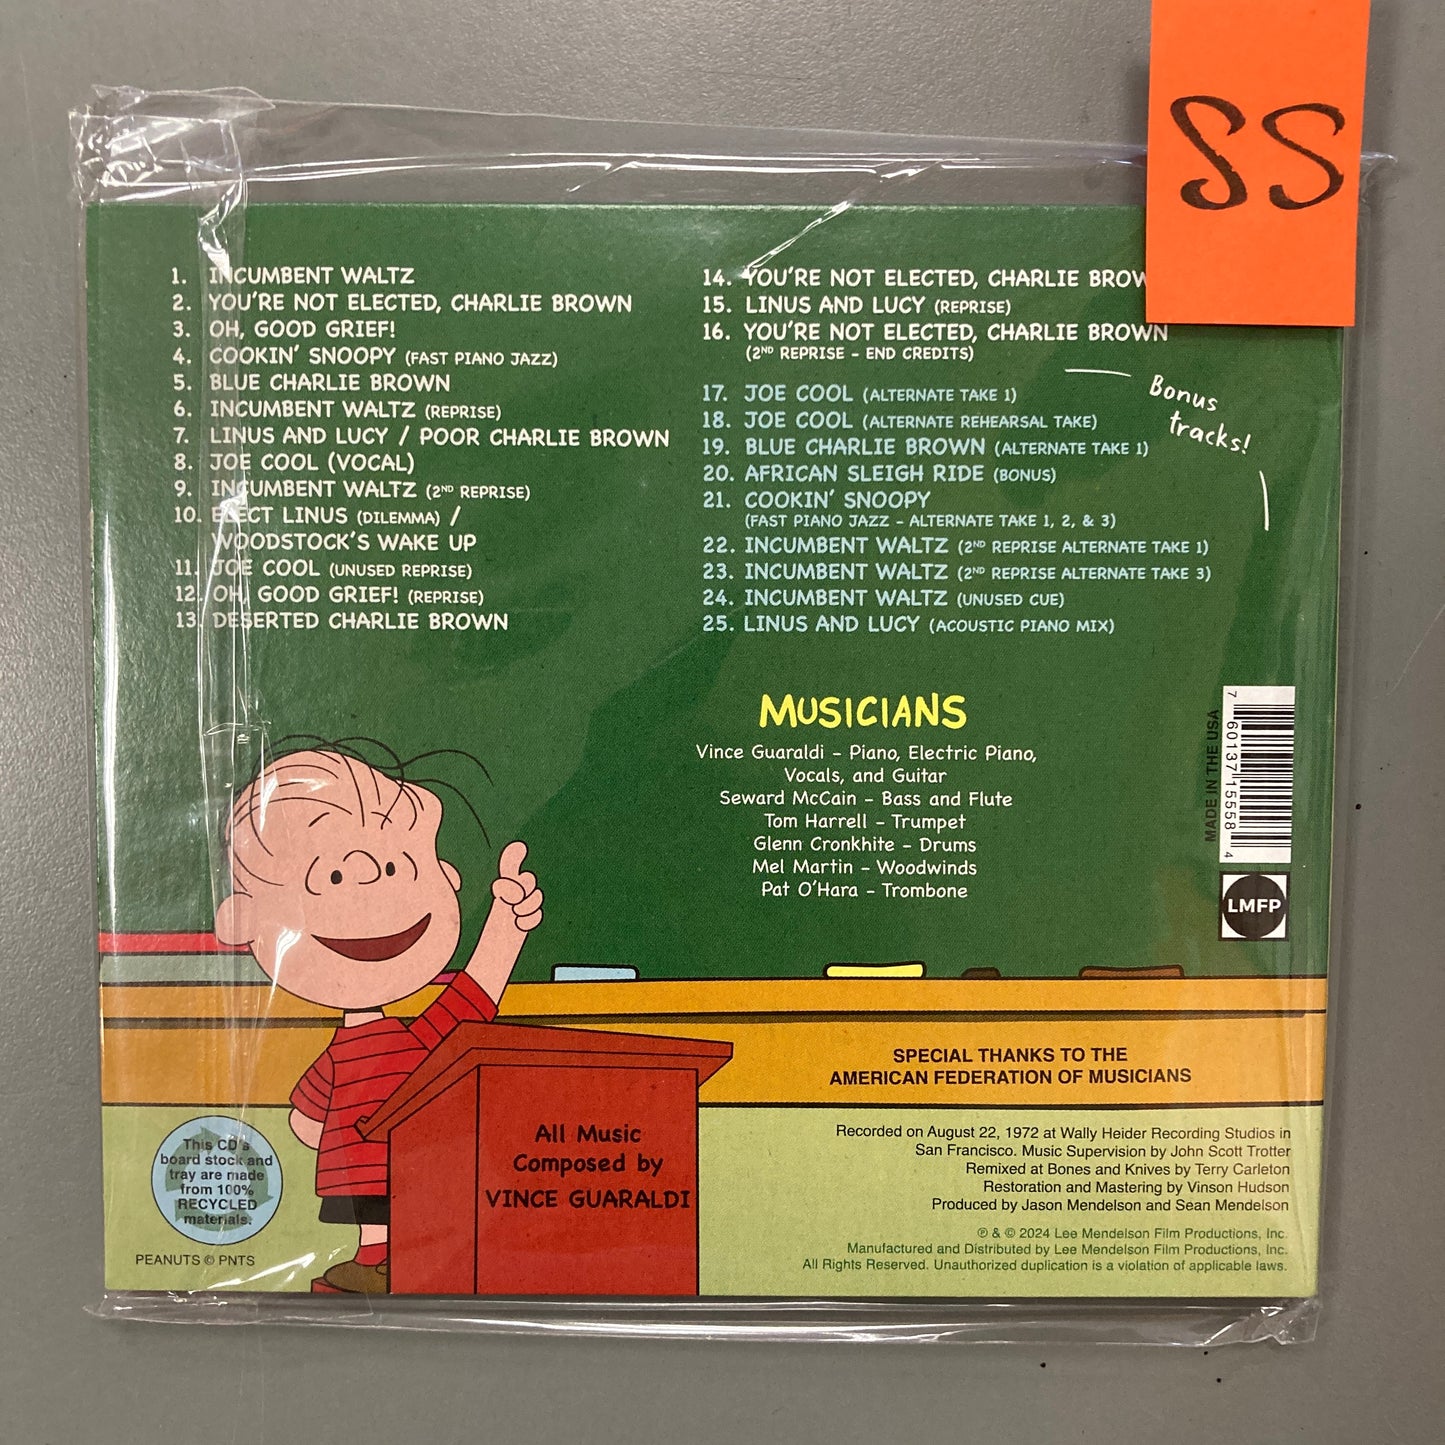 SS
1. INCUMBENT WALTZ
2. YOU'RE NOT ELECTED, CHARLIE BROWN
3. OH, GOOD GRIEF!
4. COOKIN' SNOOPY (FAST PIANO JAZZ)
5. BLUE CHARLIE BROWN
6. INCUMBENT WALTZ (REPRISE)
7. LINUS AND LUCY / POOR CHARLIE BROWN
8. JOE COOL (VOCAL)
9. INCUMBENT WALTZ (2ND REPRISE)
10. ELECT LINUS (DILEMMA) /
WOODSTOCK'S WAKE UP
11. JOE COOL (UNUSED REPRISE)
12. OH, GOOD GRIEF! (REPRISE)
13. DESERTED CHARLIE BROWN
14. YOU'RE NOT ELECTED, CHARLIE BROW
15. LINUS AND LUCY (REPRISE)
16. YOU'RE NOT ELECTED, CHARLIE BROWN
(2ND REPRISE - END CREDITS)
Bonus
tracks!
17. JOE COOL (ALTERNATE TAKE 1)
18. JOE COOL (ALTERNATE REHEARSAL TAKE)
19. BLUE CHARLIE BROWN (ALTERNATE TAKE 1)
20. AFRICAN SLEIGH RIDE (BONUS)
21. COOKIN' SNOOPY
(FAST PIANO JAZZ - ALTERNATE TAKE 1, 2, & 3)
22. INCUMBENT WALTZ (2ND REPRISE ALTERNATE TAKE 1)
23. INCUMBENT WALTZ (2ND REPRISE ALTERNATE TAKE 3)
24. INCUMBENT WALTZ (UNUSED CUE)
25. LINUS AND LUCY (ACOUSTIC PIANO MIX)
MUSICIANS
Vince Guaraldi - Piano, Electric Piano,
Vocals, and Guitar
Seward McCain - Bass and Flute
Tom Harrell - Trumpet
Glenn Cronkhite - Drums
Mel Martin - Woodwinds
Pat O'Hara - Trombone
MADE IN THE USA
7 60137 15558 4
LMFP
SPECIAL THANKS TO THE
AMERICAN FEDERATION OF MUSICIANS
All Music
Composed by
VINCE GUARALDI
Recorded on August 22, 1972 at Wally Heider Recording Studios in
San Francisco. Music Supervision by John Scott Trotter
Remixed at Bones and Knives by Terry Carleton
Restoration and Mastering by Vinson Hudson
Produced by Jason Mendelson and Sean Mendelson
℗ & © 2024 Lee Mendelson Film Productions, Inc.
Manufactured and Distributed by Lee Mendelson Film Productions, Inc.
All Rights Reserved. Unauthorized duplication is a violation of applicable laws.
This CD's
board stock and
tray are made
from 100%
RECYCLED
materials.
PEANUTS © PNTS